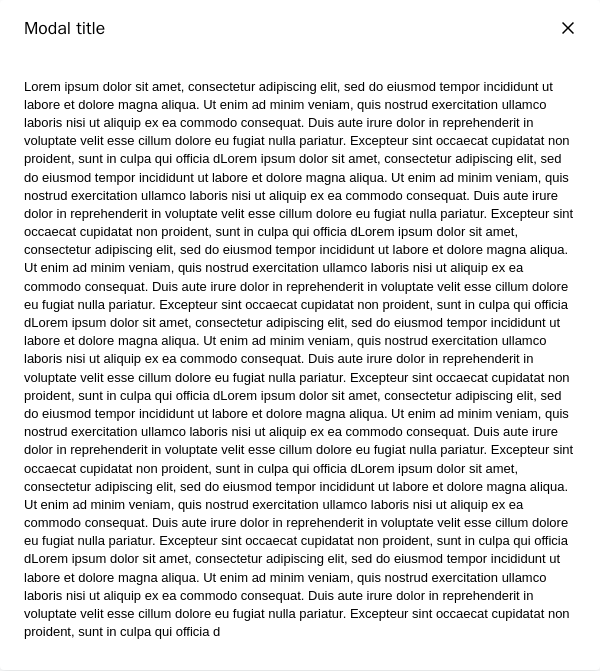 Modal title
Lorem ipsum dolor sit amet, consectetur adipiscing elit, sed do eiusmod tempor incididunt ut
labore et dolore magna aliqua. Ut enim ad minim veniam, quis nostrud exercitation ullamco
laboris nisi ut aliquip ex ea commodo consequat. Duis aute irure dolor in reprehenderit in
voluptate velit esse cillum dolore eu fugiat nulla pariatur. Excepteur sint occaecat cupidatat non
proident, sunt in culpa qui officia dLorem ipsum dolor sit amet, consectetur adipiscing elit, sed
do eiusmod tempor incididunt ut labore et dolore magna aliqua. Ut enim ad minim veniam, quis
nostrud exercitation ullamco laboris nisi ut aliquip ex ea commodo consequat. Duis aute irure
dolor in reprehenderit in voluptate velit esse cillum dolore eu fugiat nulla pariatur. Excepteur sint
occaecat cupidatat non proident, sunt in culpa qui officia dLorem ipsum dolor sit amet,
consectetur adipiscing elit, sed do eiusmod tempor incididunt ut labore et dolore magna aliqua.
Ut enim ad minim veniam, quis nostrud exercitation ullamco laboris nisi ut aliquip ex ea
commodo consequat. Duis aute irure dolor in reprehenderit in voluptate velit esse cillum dolore
eu fugiat nulla pariatur. Excepteur sint occaecat cupidatat non proident, sunt in culpa qui officia
dLorem ipsum dolor sit amet, consectetur adipiscing elit, sed do eiusmod tempor incididunt ut
labore et dolore magna aliqua. Ut enim ad minim veniam, quis nostrud exercitation ullamco
laboris nisi ut aliquip ex ea commodo consequat. Duis aute irure dolor in reprehenderit in
voluptate velit esse cillum dolore eu fugiat nulla pariatur. Excepteur sint occaecat cupidatat non
proident, sunt in culpa qui officia dLorem ipsum dolor sit amet, consectetur adipiscing elit, sed
do eiusmod tempor incididunt ut labore et dolore magna aliqua. Ut enim ad minim veniam, quis
nostrud exercitation ullamco laboris nisi ut aliquip ex ea commodo consequat. Duis aute irure
dolor in reprehenderit in voluptate velit esse cillum dolore eu fugiat nulla pariatur. Excepteur sint
occaecat cupidatat non proident, sunt in culpa qui officia dLorem ipsum dolor sit amet,
consectetur adipiscing elit, sed do eiusmod tempor incididunt ut labore et dolore magna aliqua.
Ut enim ad minim veniam, quis nostrud exercitation ullamco laboris nisi ut aliquip ex ea
commodo consequat. Duis aute irure dolor in reprehenderit in voluptate velit esse cillum dolore
eu fugiat nulla pariatur. Excepteur sint occaecat cupidatat non proident, sunt in culpa qui officia
dLorem ipsum dolor sit amet, consectetur adipiscing elit, sed do eiusmod tempor incididunt ut
labore et dolore magna aliqua. Ut enim ad minim veniam, quis nostrud exercitation ullamco
laboris nisi ut aliquip ex ea commodo consequat. Duis aute irure dolor in reprehenderit in
voluptate velit esse cillum dolore eu fugiat nulla pariatur. Excepteur sint occaecat cupidatat non
proident, sunt in culpa qui officia d